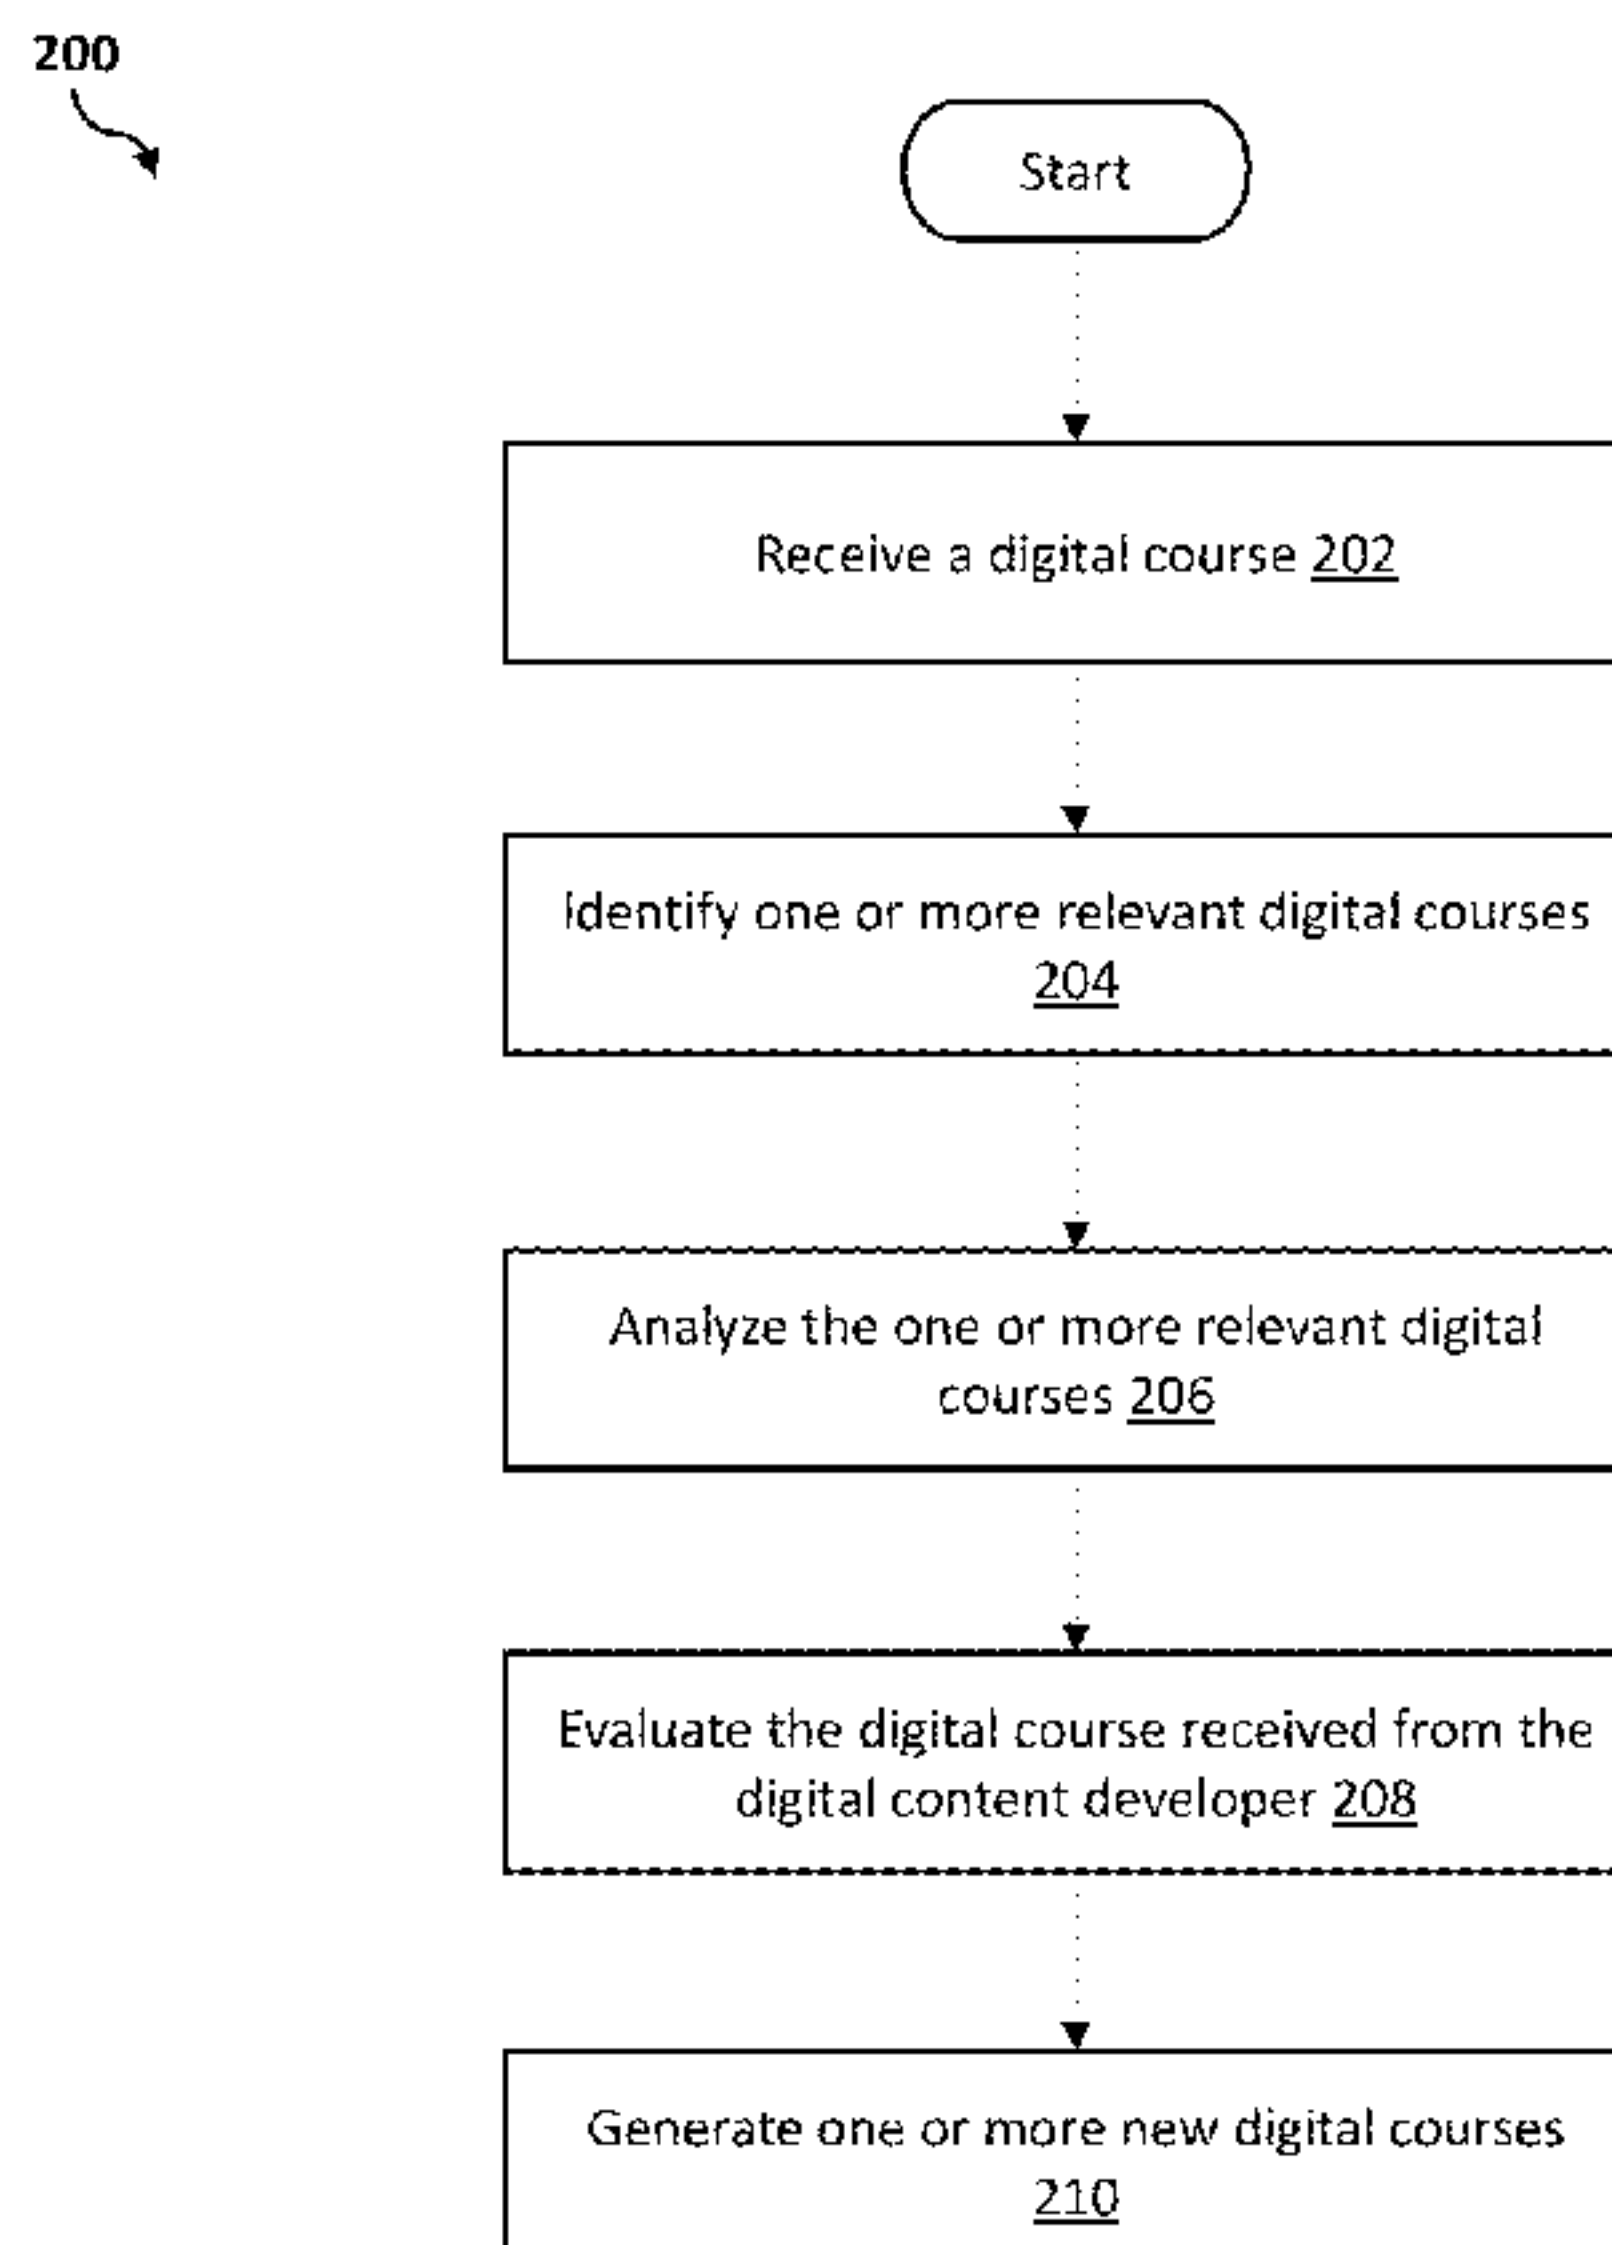 200
Start
Receive a digital course 202
Identify one or more relevant digital courses
204
Analyze the one or more relevant digital
courses 206
Evaluate the digital course received from the
digital content developer 208
Generate one or more new digital courses
210